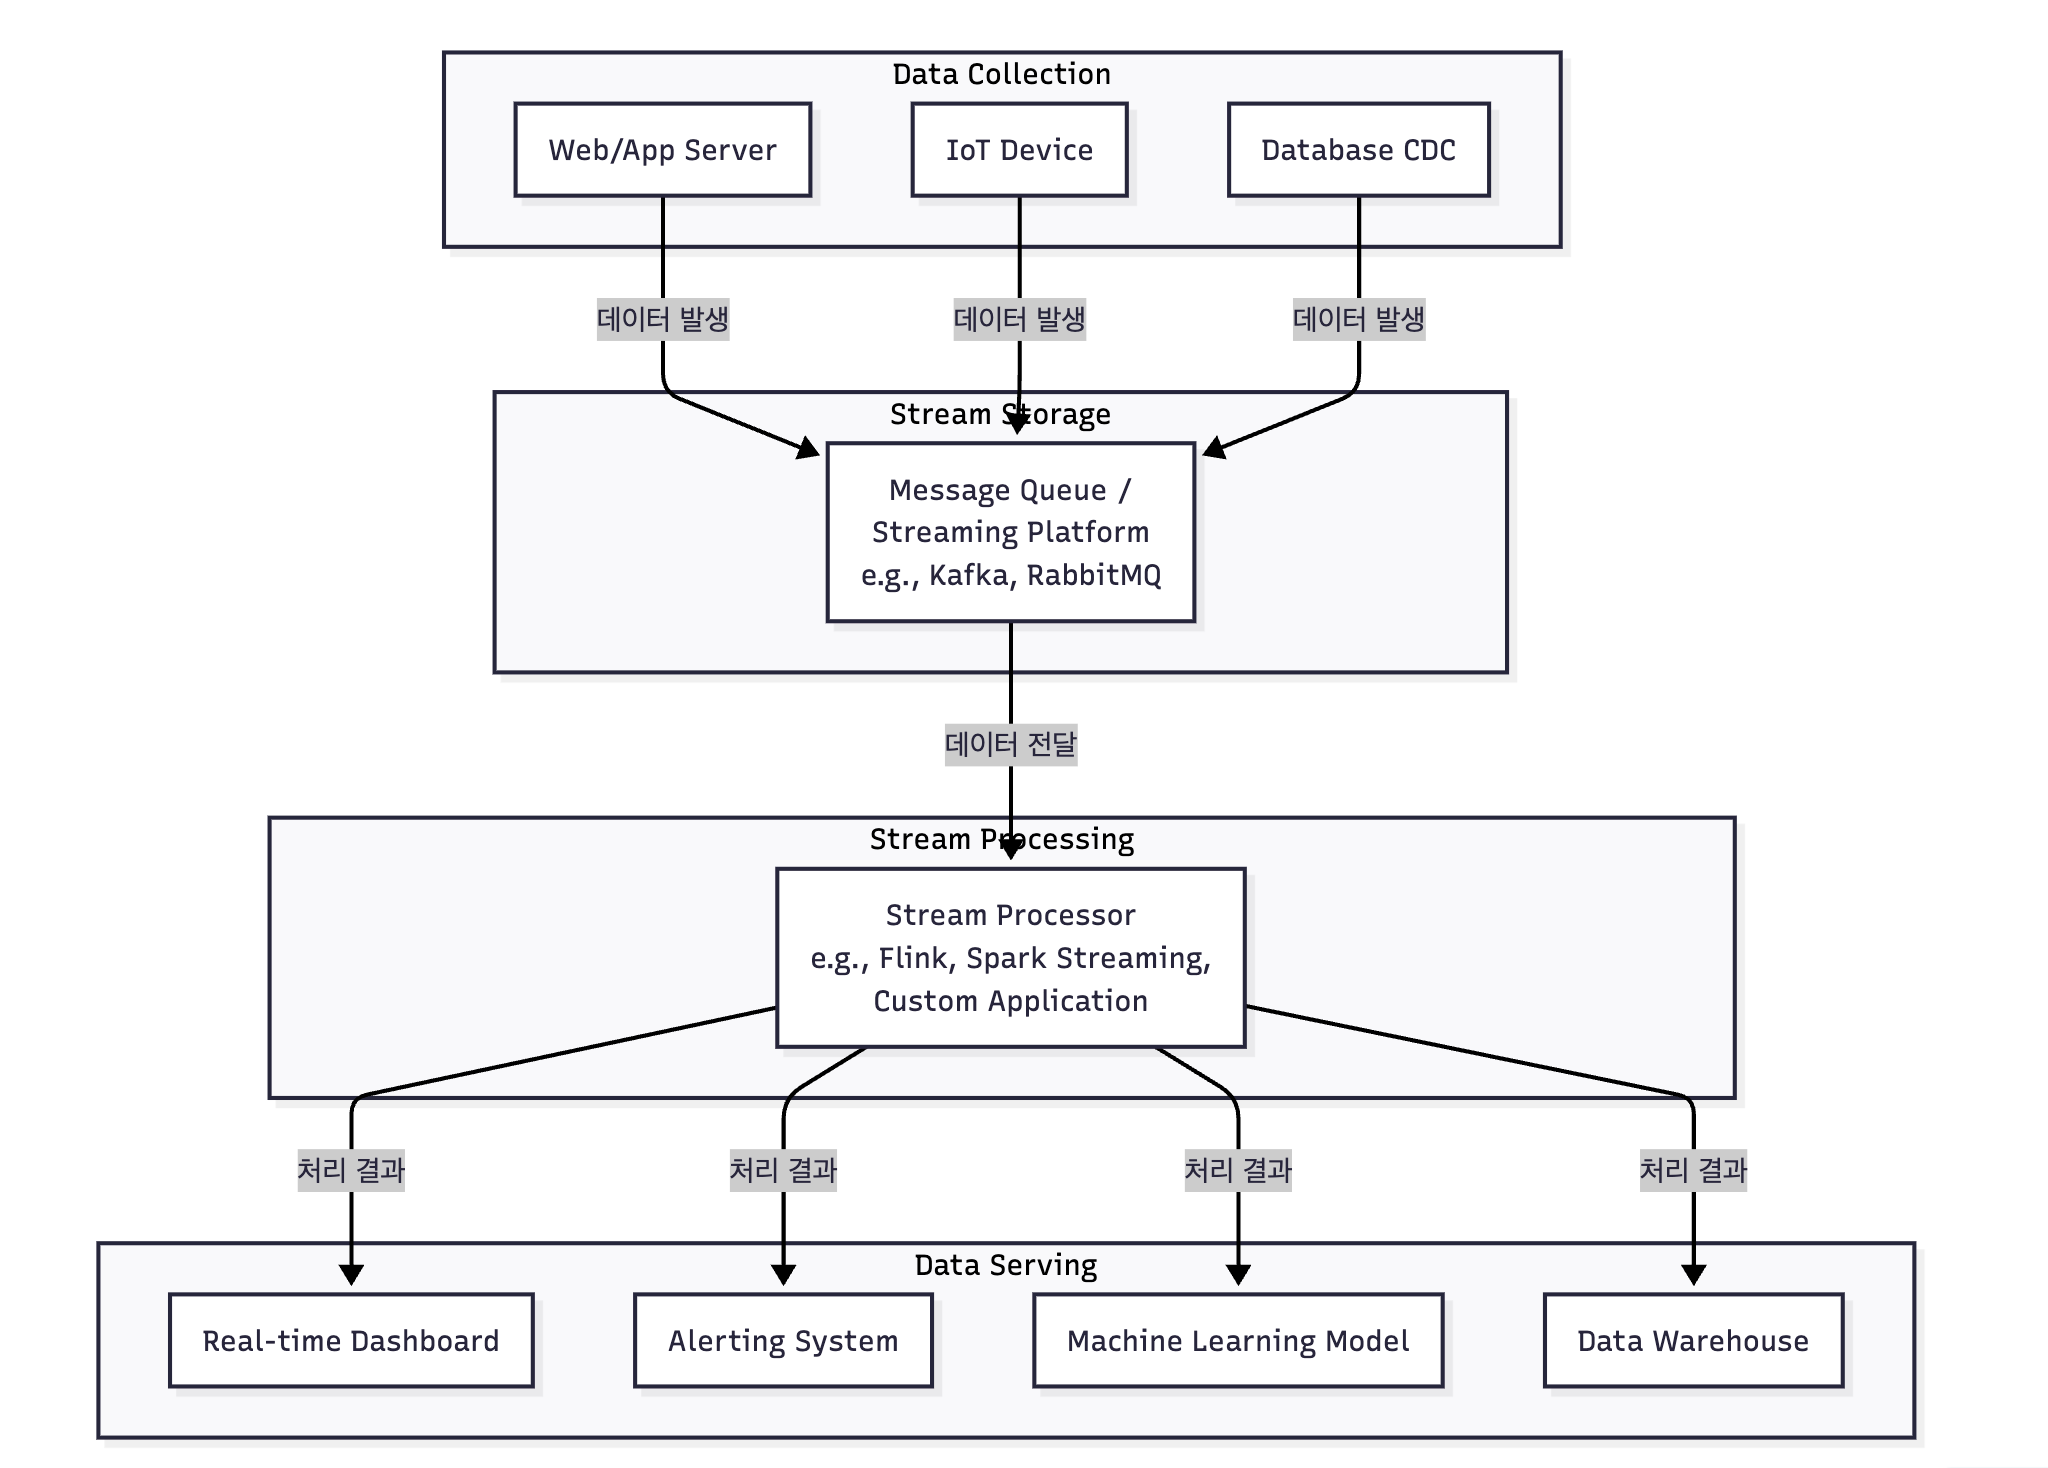 Data Collection
Web/App Server
IoT Device
Database CDC
데이터 발생
데이터 발생
데이터 발생
Stream Storage
Message Queue /
Streaming Platform
e.g., Kafka, RabbitMQ
데이터 전달
Stream Processing
Stream Processor
e.g., Flink, Spark Streaming,
Custom Application
처리 결과
처리 결과
처리 결과
처리 결과
Data Serving
Real-time Dashboard
Alerting System
Machine Learning Model
Data Warehouse